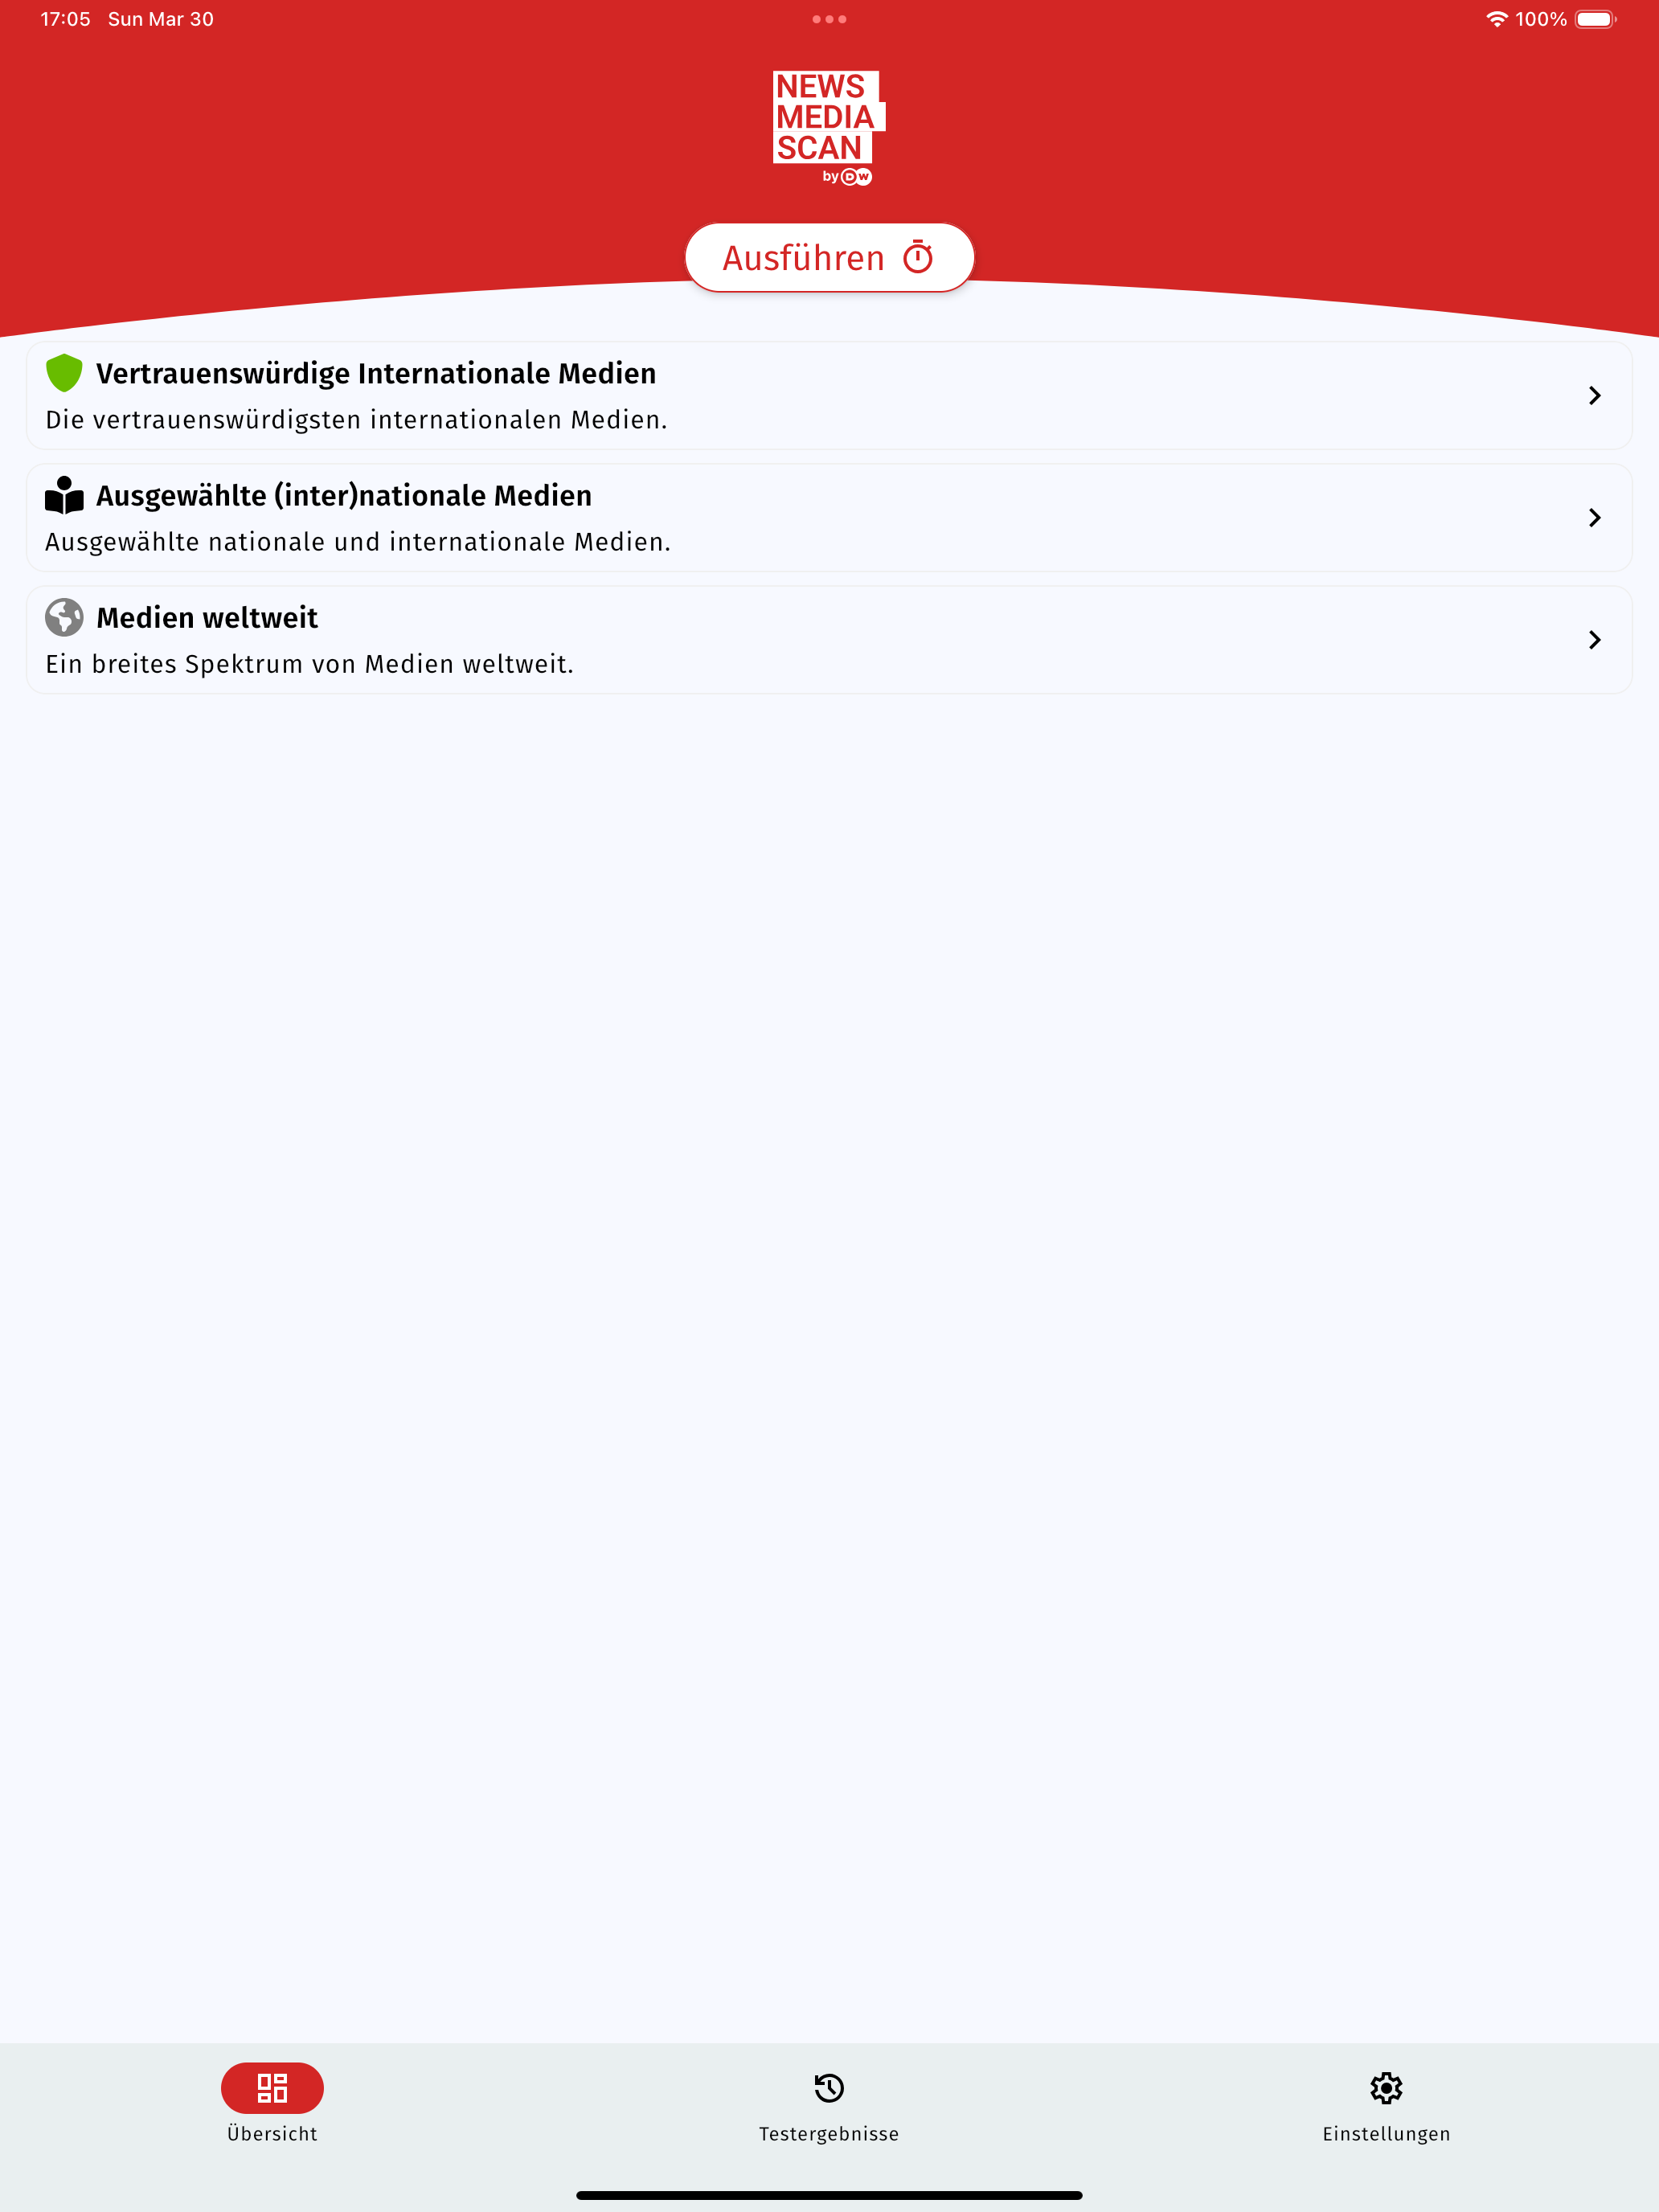 17:05 Sun Mar 30
100%
NEWS
MEDIA
SCAN
by DW
Ausführen
Vertrauenswürdige Internationale Medien
Die vertrauenswürdigsten internationalen Medien.
Ausgewählte (inter)nationale Medien
Ausgewählte nationale und internationale Medien.
Medien weltweit
Ein breites Spektrum von Medien weltweit.
Übersicht
Testergebnisse
Einstellungen